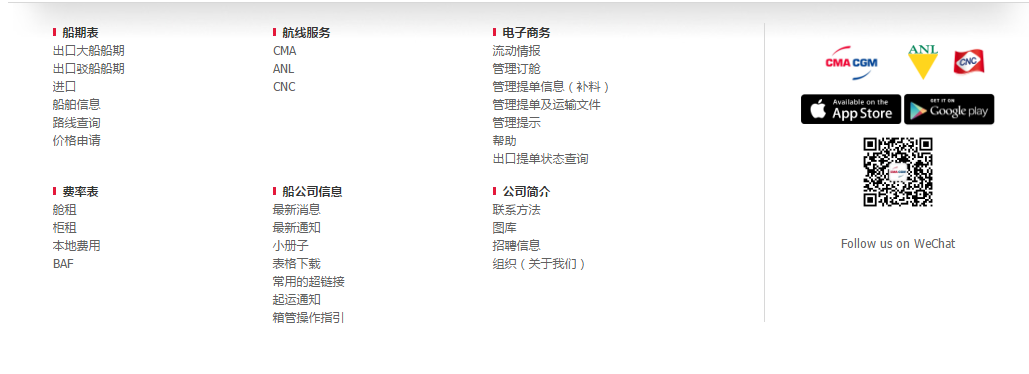 船期表
出口大船船期
出口驳船船期
进口
船舶信息
路线查询
价格申请
航线服务
CMA
ANL
CNC
电子商务
流动情报
管理订舱
管理提单信息（补料）
管理提单及运输文件
管理提示
帮助
出口提单状态查询
费率表
舱租
柜租
本地费用
BAF
船公司信息
最新消息
最新通知
小册子
表格下载
常用的超链接
起运通知
箱管操作指引
公司简介
联系方法
图库
招聘信息
组织（关于我们）
CMA CGM
ANL
CNC
Available on the
App Store
GET IT ON
Google play
CMA CGM
Follow us on WeChat